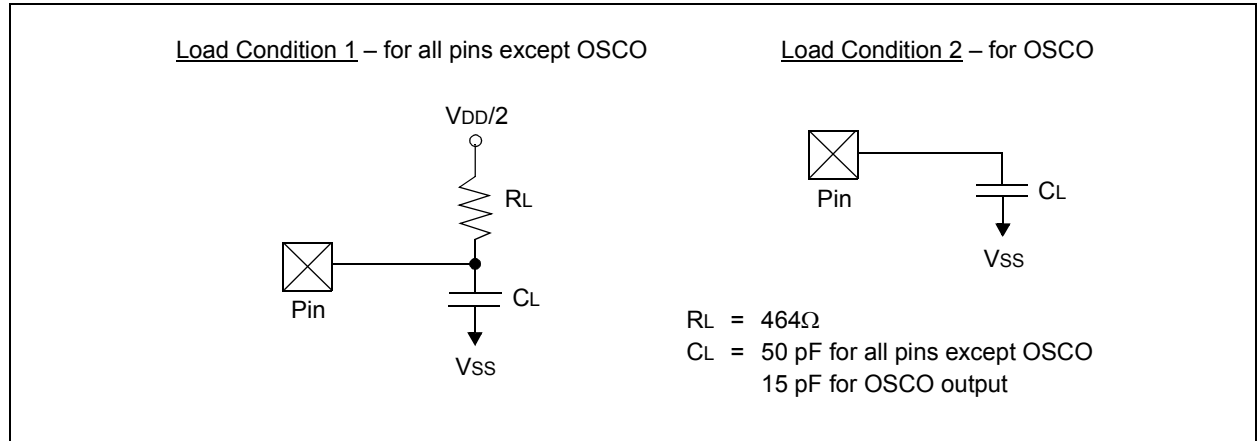 Load Condition 1 – for all pins except OSCO
VDD/2
RL
Pin
CL
VSS
Load Condition 2 – for OSCO
Pin
CL
VSS
RL = 464Ω
CL = 50 pF for all pins except OSCO
15 pF for OSCO output